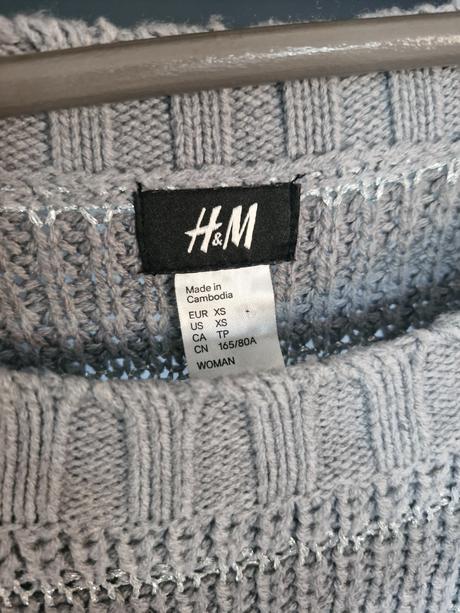 H&M
Made in
Cambodia
EUR XS
US XS
CA TP
CN 165/80A
WOMAN